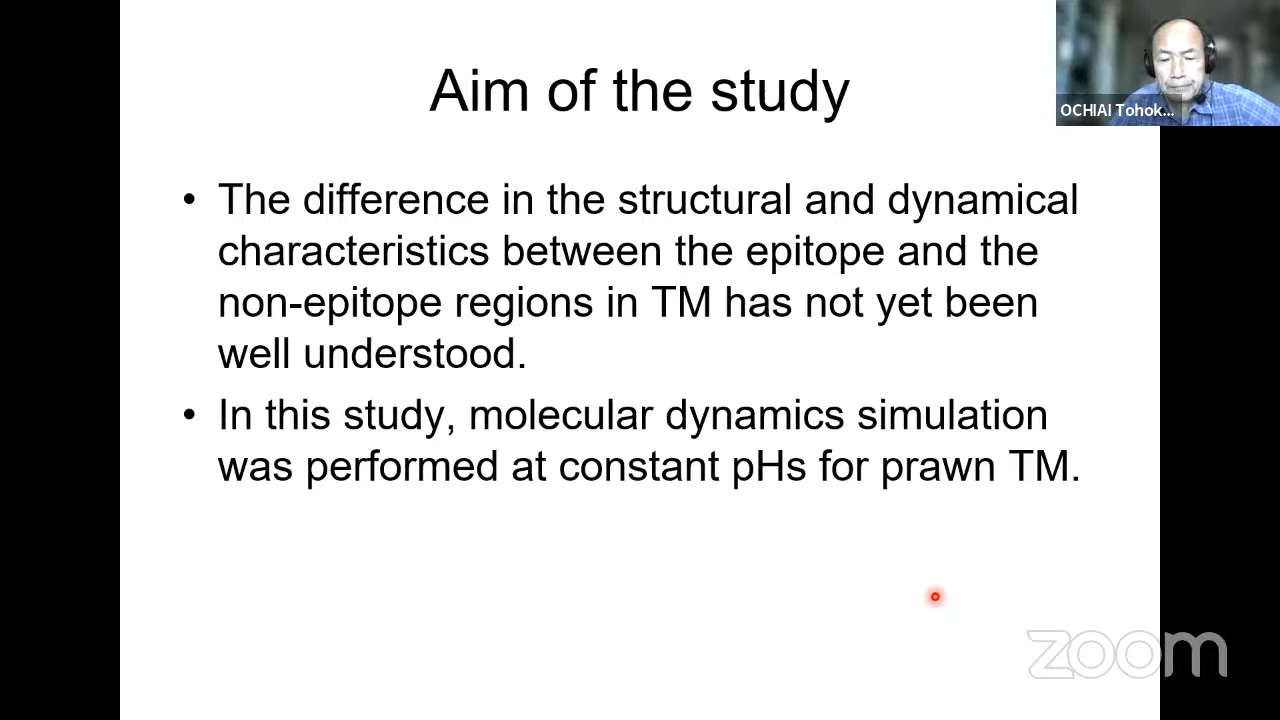 Aim of the study
OCHIAI Tohok...
• The difference in the structural and dynamical
characteristics between the epitope and the
non-epitope regions in TM has not yet been
well understood.
• In this study, molecular dynamics simulation
was performed at constant pHs for prawn TM.
zoom